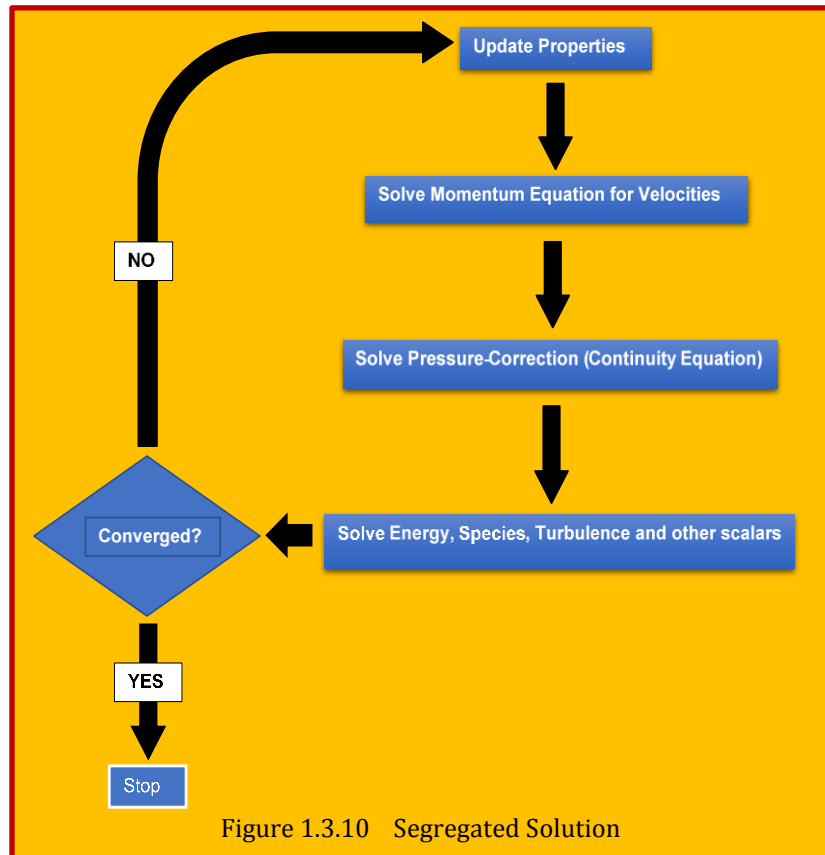 Update Properties
Solve Momentum Equation for Velocities
NO
Solve Pressure-Correction (Continuity Equation)
Converged?
Solve Energy, Species, Turbulence and other scalars
YES
Stop
Figure 1.3.10 Segregated Solution